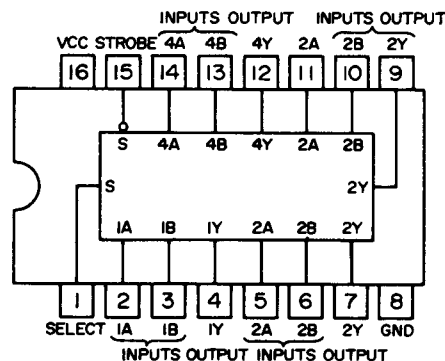 INPUTS OUTPUT INPUTS OUTPUT
VCC STROBE 4A 4B 4Y 2A 2B 2Y
16 15 14 13 12 11 10 9
S 4A 4B 4Y 2A 2B
S 2Y
1A 1B 1Y 2A 2B 2Y
1 2 3 4 5 6 7 8
SELECT 1A 1B 1Y 2A 2B 2Y GND
INPUTS OUTPUT INPUTS OUTPUT